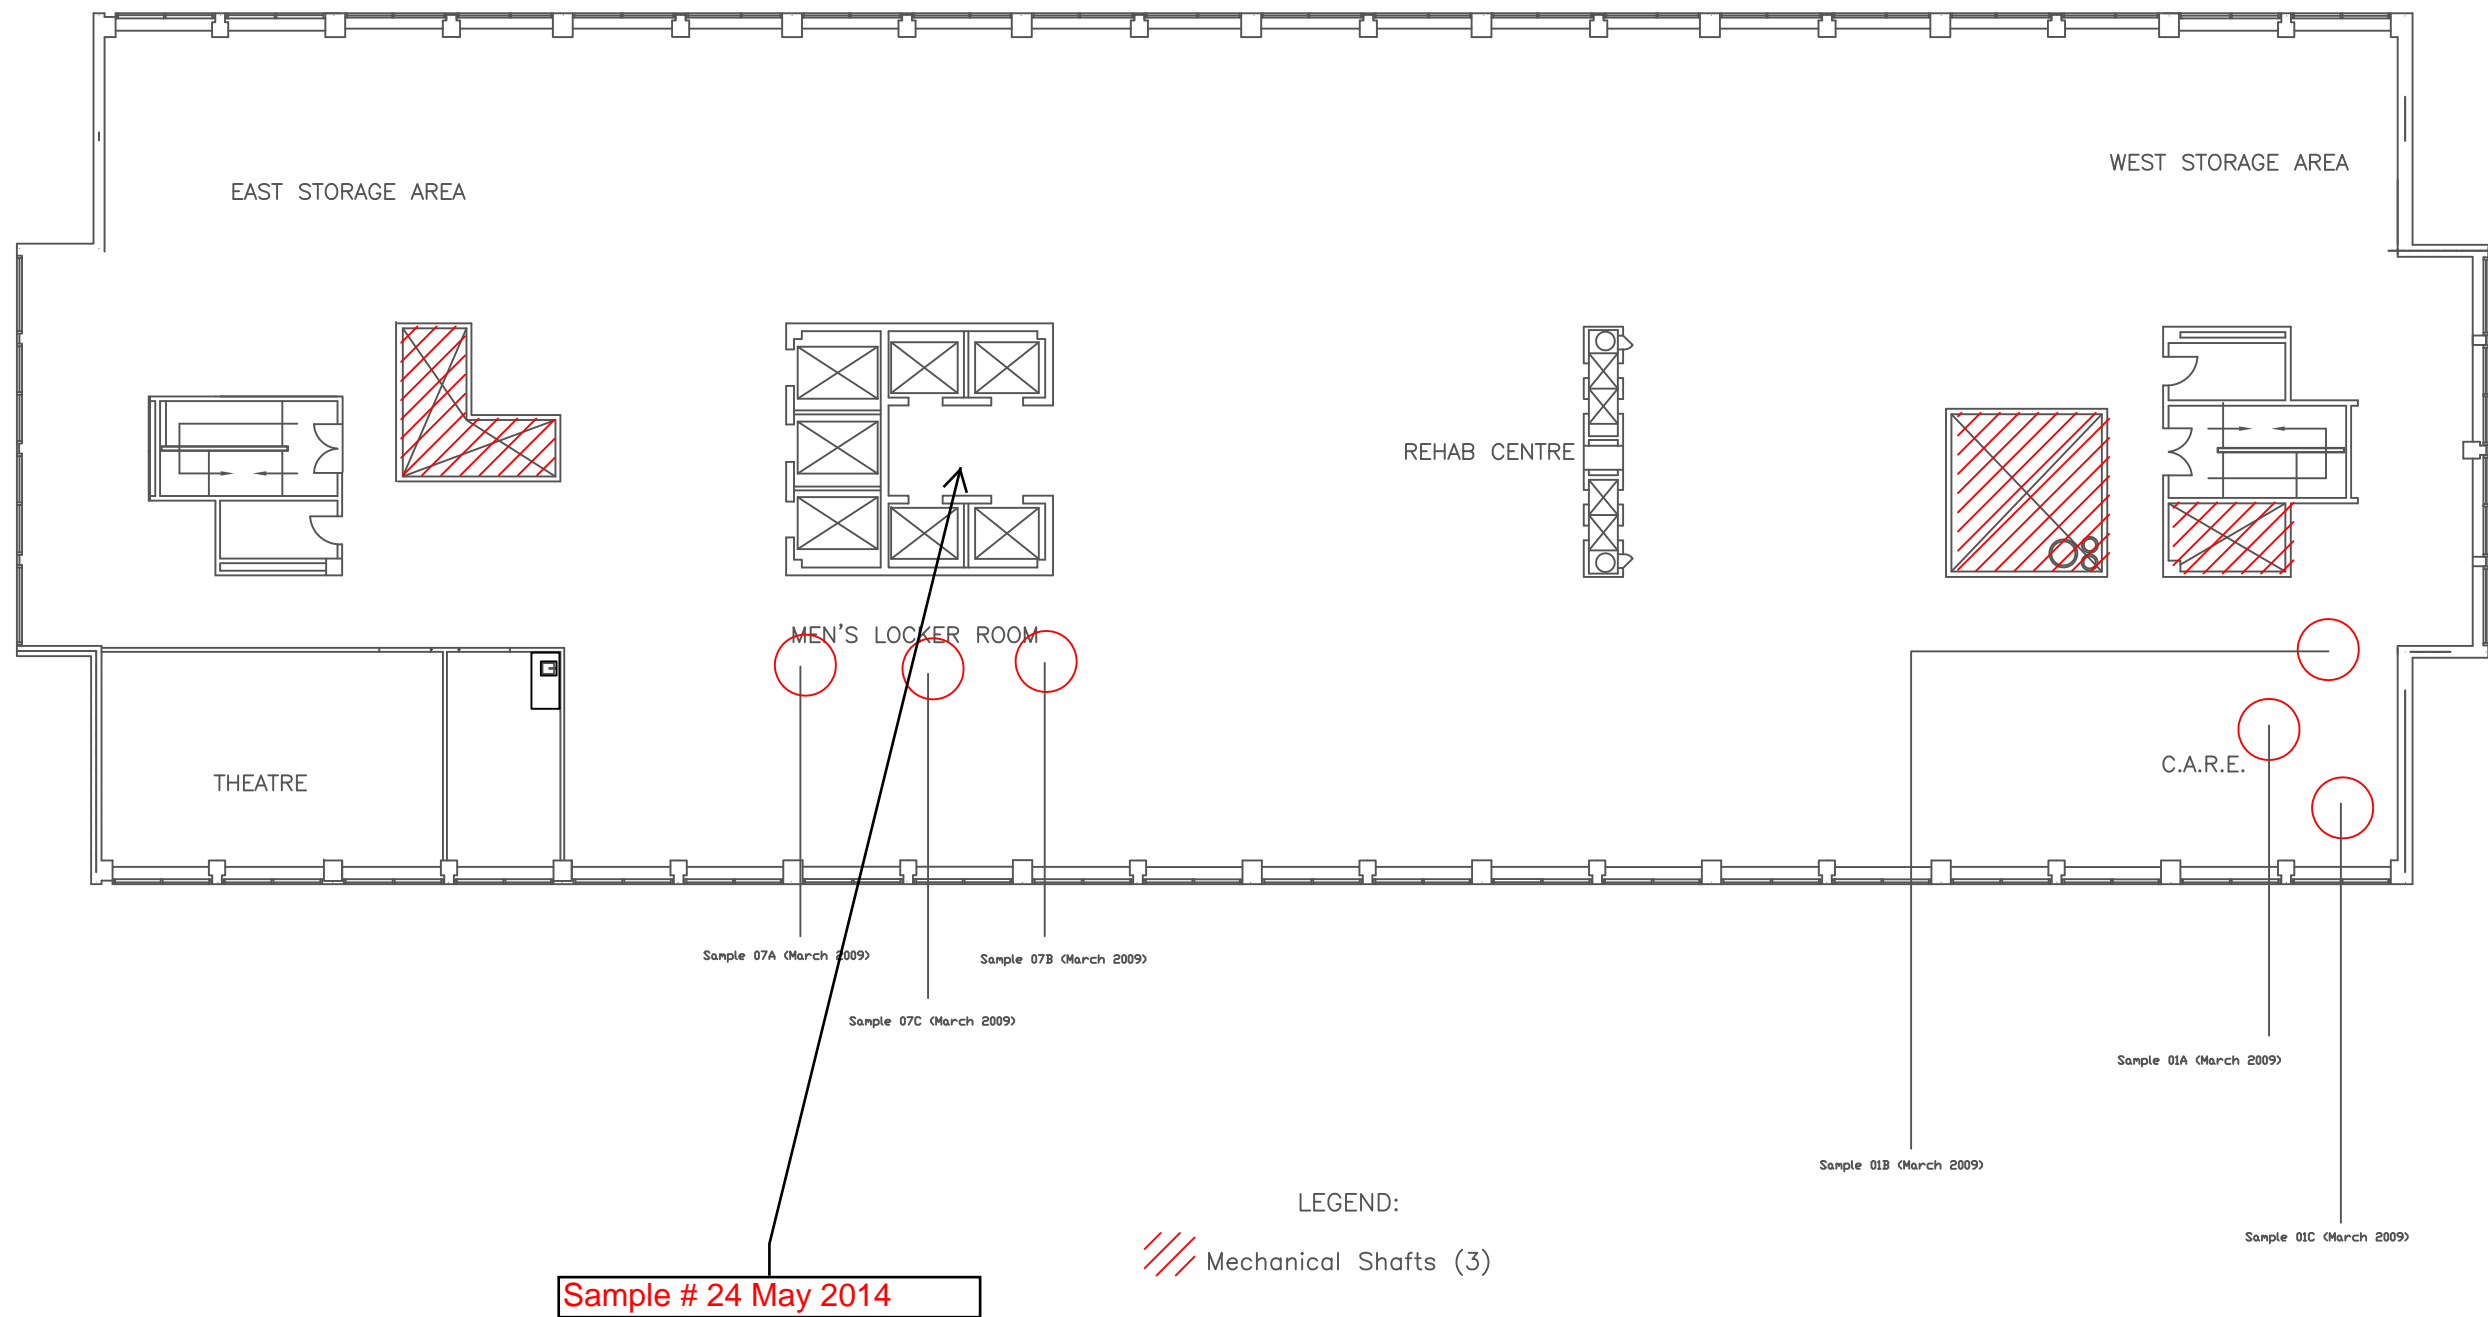 WEST STORAGE AREA
EAST STORAGE AREA
REHAB CENTRE
MEN'S LOCKER ROOM
C.A.R.E.
THEATRE
Sample 07A (March 2009)
Sample 07B (March 2009)
Sample 07C (March 2009)
Sample 01A (March 2009)
Sample 01B (March 2009)
LEGEND:
Sample 01C (March 2009)
Mechanical Shafts (3)
Sample # 24 May 2014